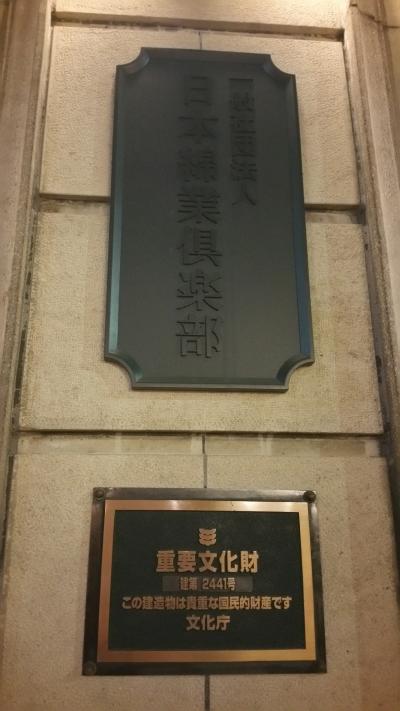 一般社団法人
日本綿業倶楽部
重要文化財
建第 2441号
この建造物は貴重な国民的財産です
文化庁